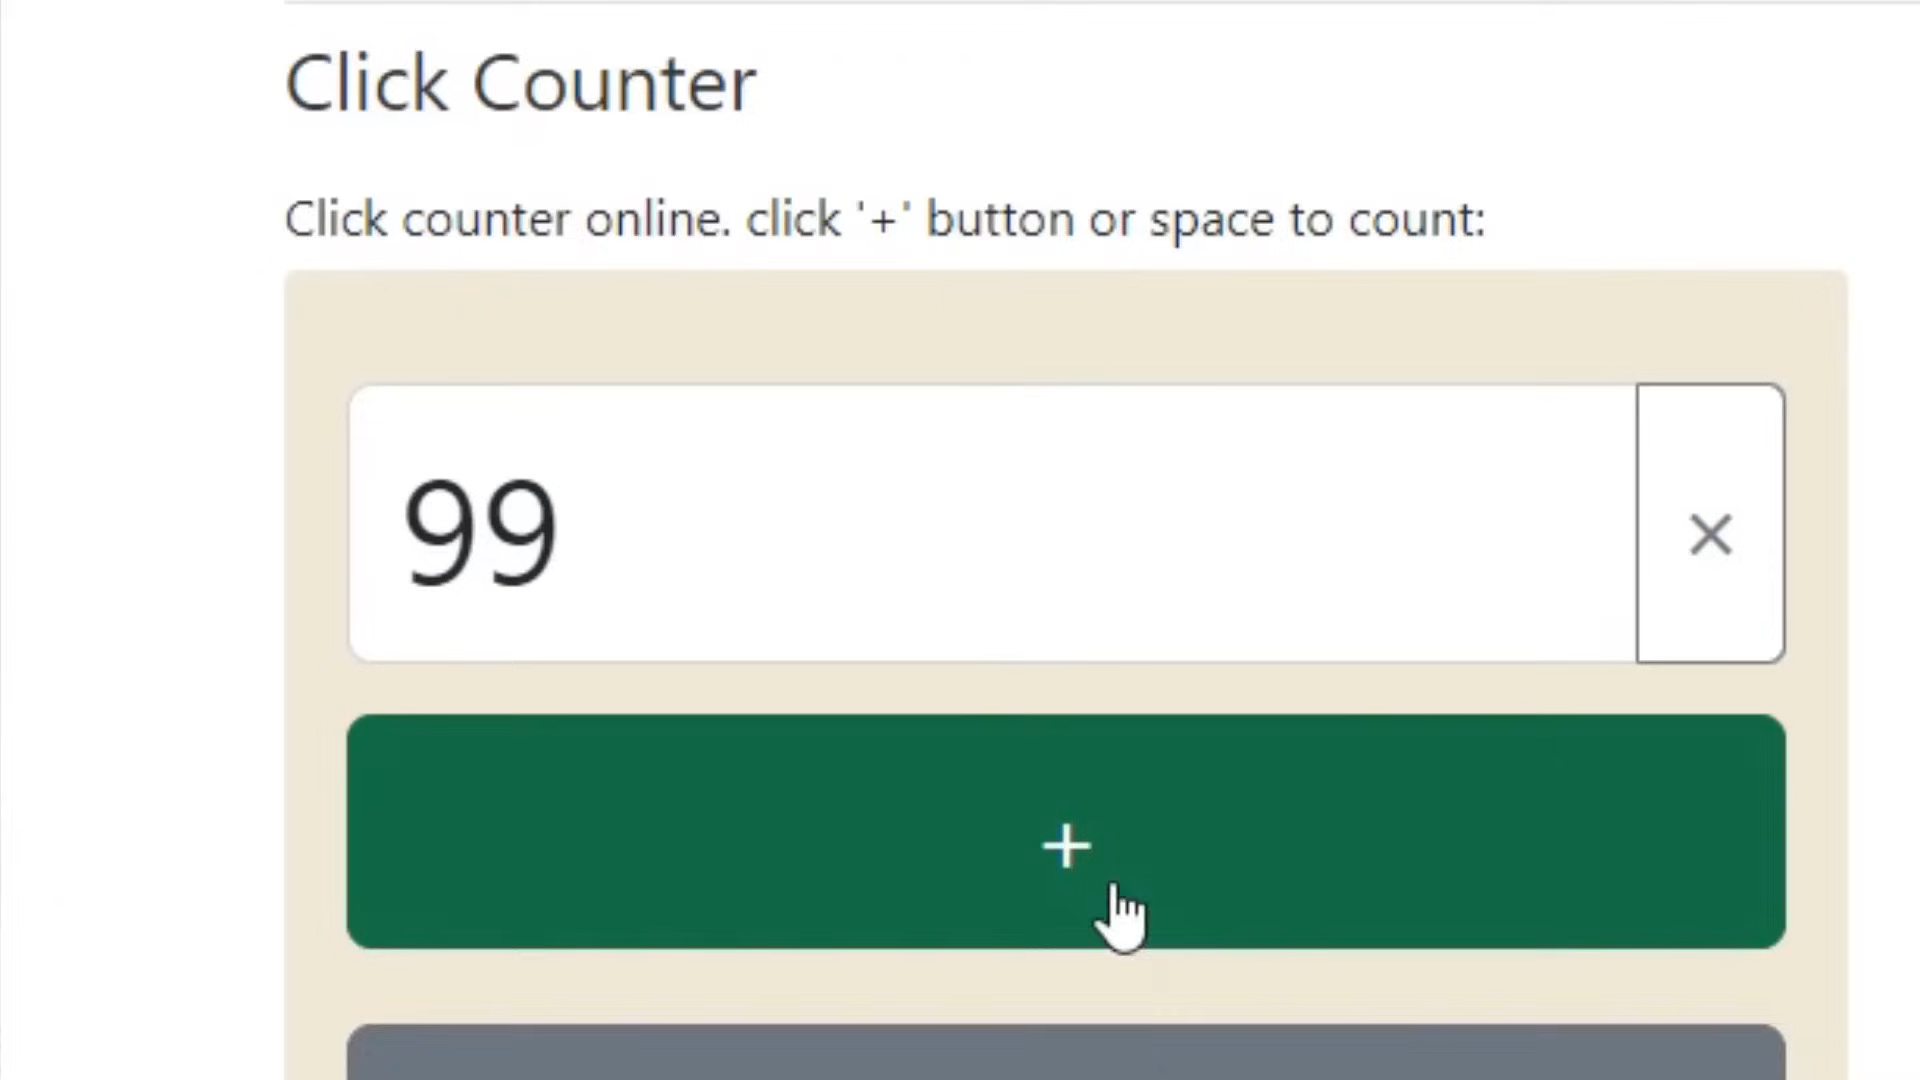 Click Counter
Click counter online. click '+' button or space to count:
99
×
+